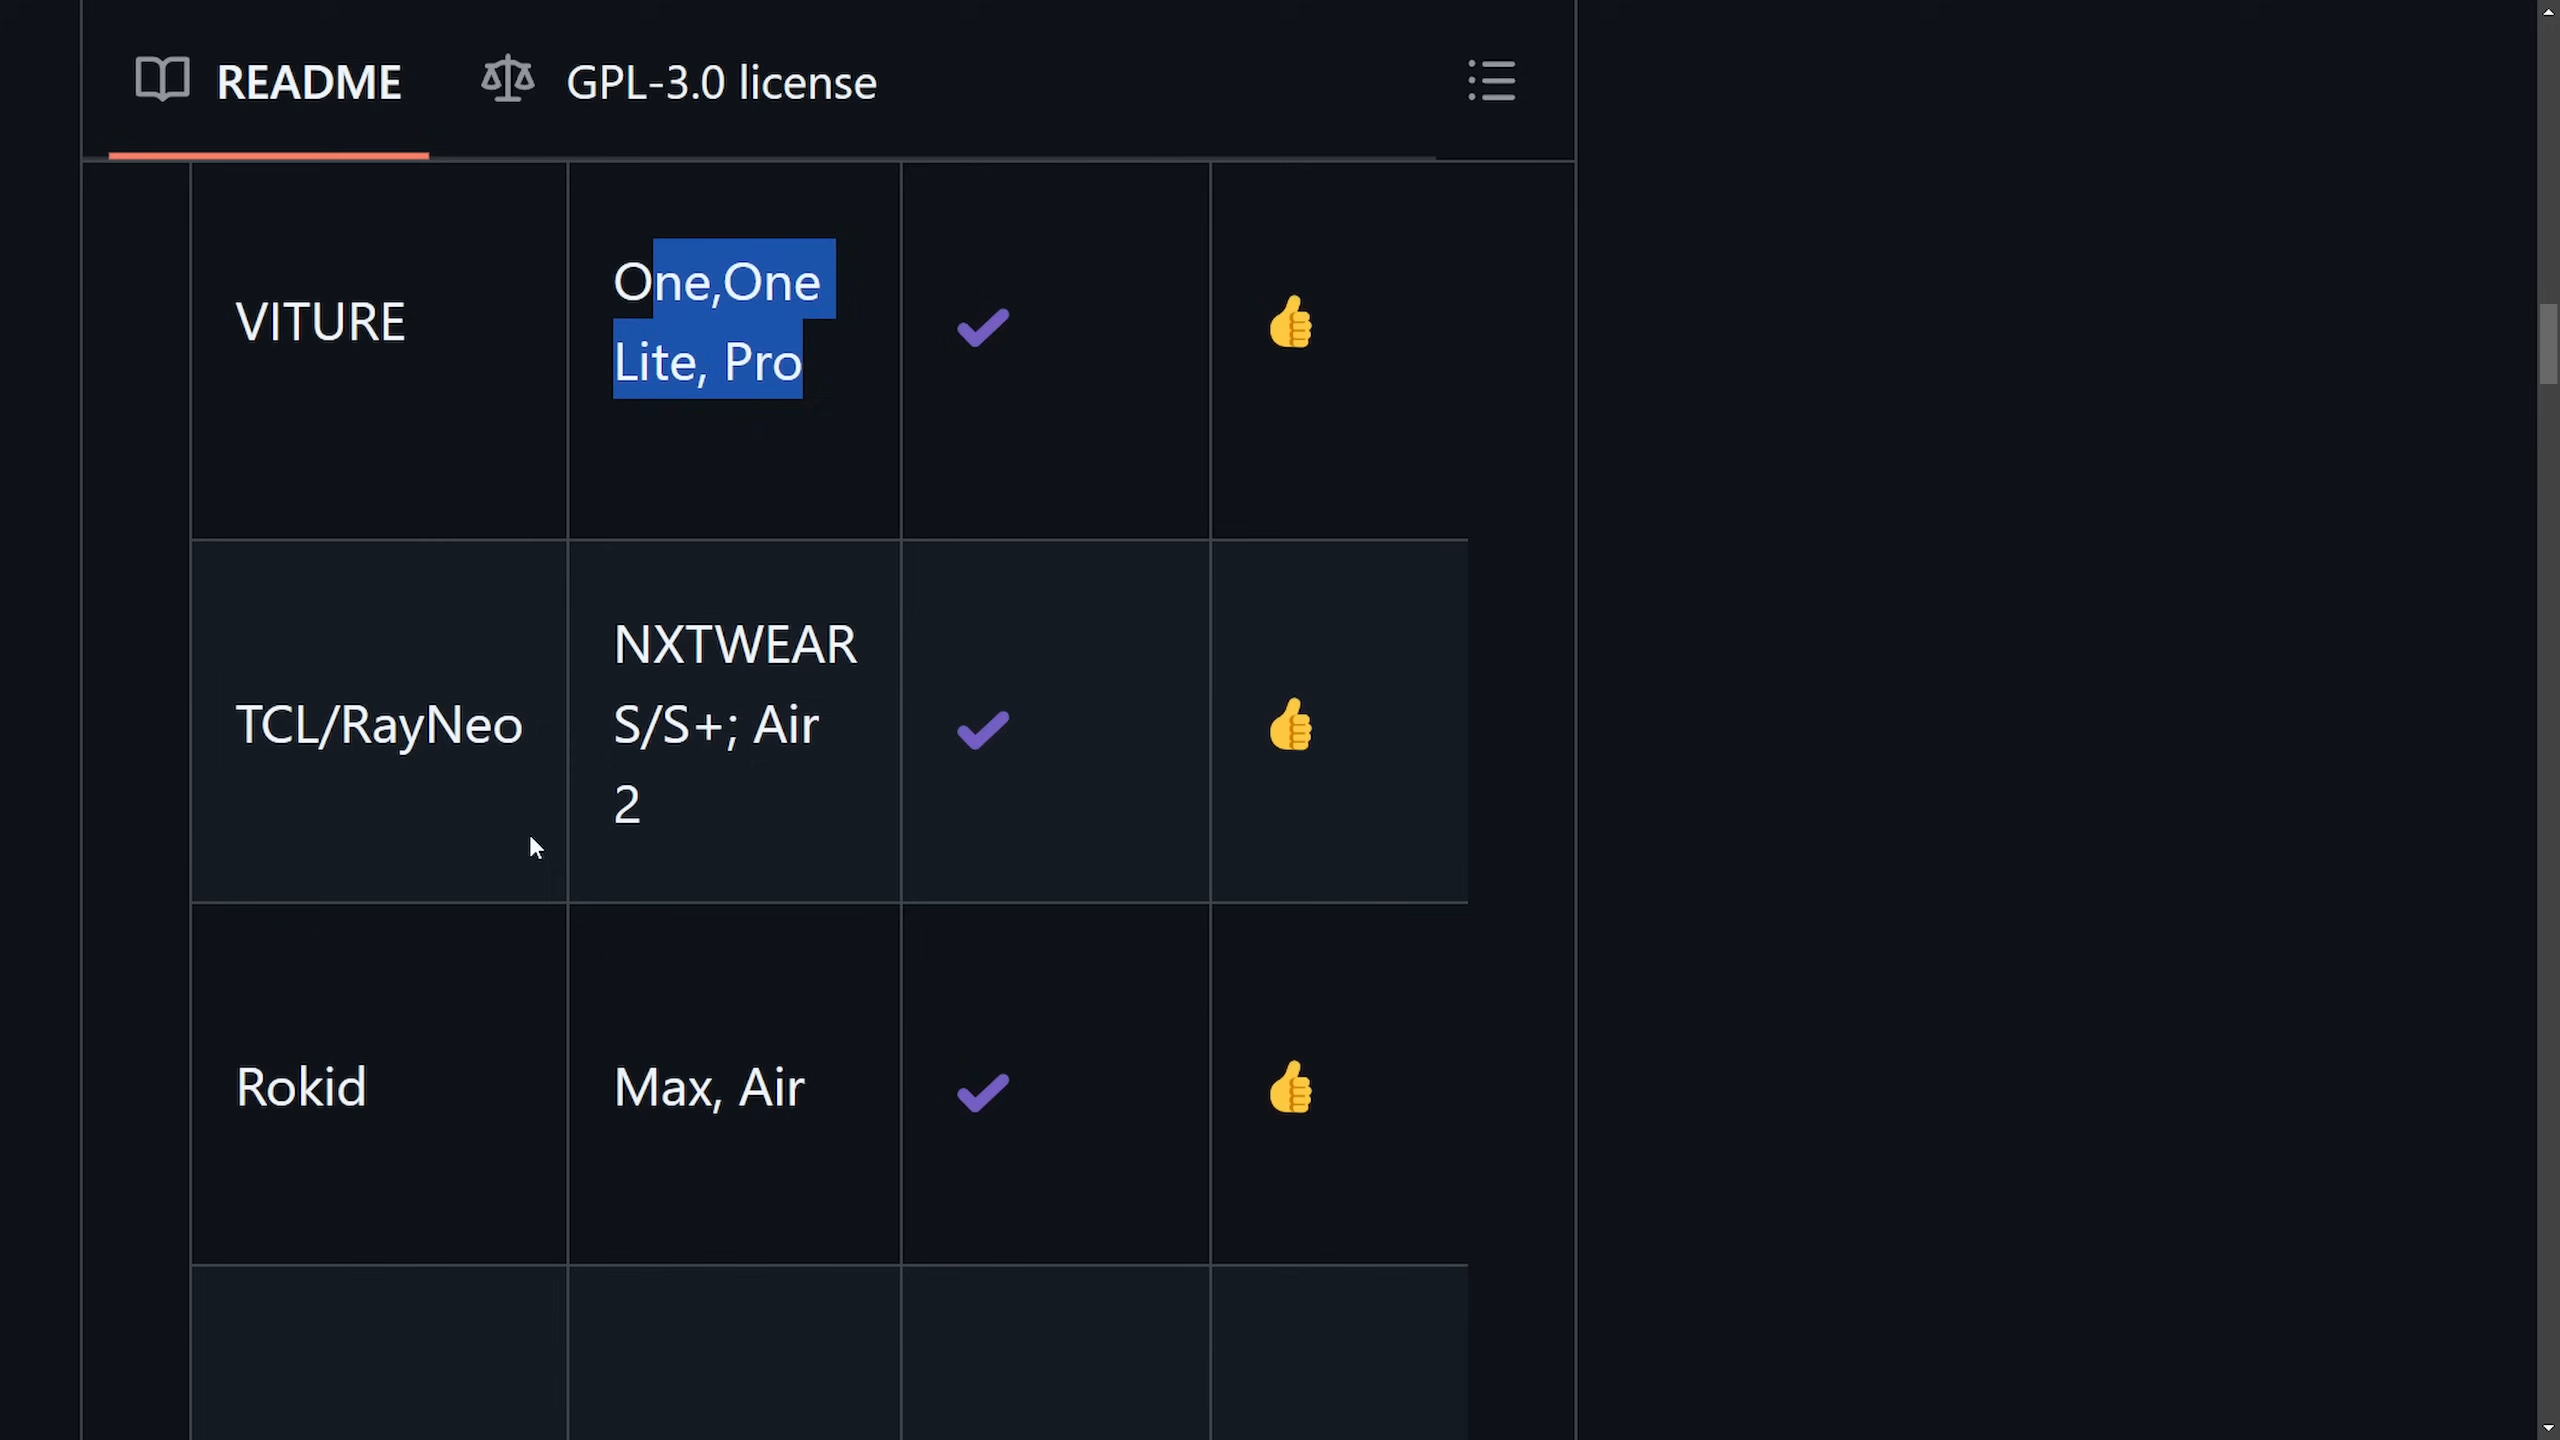 README
GPL-3.0 license
VITURE
One,One
Lite, Pro
TCL/RayNeo
NXTWEAR
S/S+; Air
2
Rokid
Max, Air